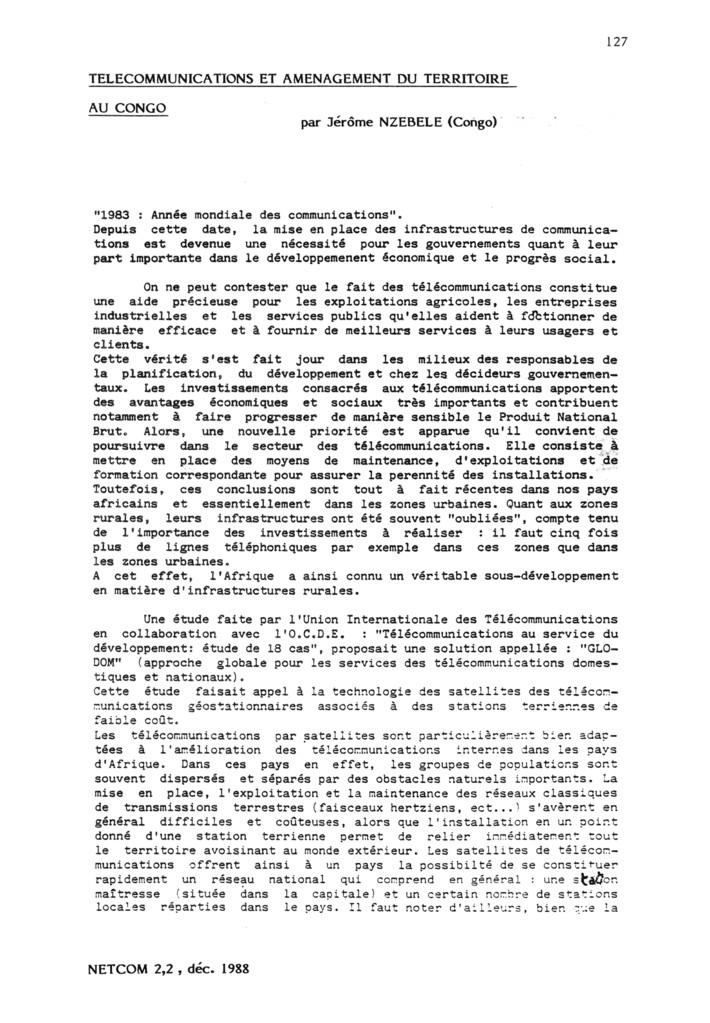 127
TELECOMMUNICATIONS ET AMENAGEMENT DU TERRITOIRE
AU CONGO
par Jérôme NZEBELE (Congo)
"1983 : Année mondiale des communications".
Depuis cette date, la mise en place des infrastructures de communica-
tions est devenue une nécessité pour les gouvernements quant à leur
part importante dans le développemenent économique et le progrès social.
On ne peut contester que le fait des télécommunications constitue
une aide précieuse pour les exploitations agricoles, les entreprises
industrielles et les services publics qu'elles aident à fdctionner de
manière efficace et à fournir de meilleurs services à leurs usagers et
clients.
Cette vérité s'est fait jour dans les milieux des responsables de
la planification, du développement et chez les décideurs gouvernemen-
taux. Les investissements consacrés aux télécommunications apportent
des avantages économiques et sociaux très importants et contribuent
notamment à faire progresser de manière sensible le Produit National
Brut. Alors, une nouvelle priorité est apparue qu'il convient de
poursuivre dans le secteur des télécommunications. Elle consiste à
mettre en place des moyens de maintenance, d'exploitations et de
formation correspondante pour assurer la perennité des installations.
Toutefois, ces conclusions sont tout à fait récentes dans nos pays
africains et essentiellement dans les zones urbaines. Quant aux zones
rurales, leurs infrastructures ont été souvent "oubliées", compte tenu
de l'importance des investissements à réaliser : il faut cinq fois
plus de lignes téléphoniques par exemple dans ces zones que dans
les zones urbaines.
A cet effet, l'Afrique a ainsi connu un véritable sous-développement
en matière d'infrastructures rurales.
Une étude faite par l'Union Internationale des Télécommunications
en collaboration avec l'O.C.D.E. : "Télécommunications au service du
développement: étude de 18 cas", proposait une solution appellée : "GLO-
DOM" (approche globale pour les services des télécommunications domes-
tiques et nationaux).
Cette étude faisait appel à la technologie des satellites des télécom-
munications géostationnaires associés à des stations terriennes de
faible coût.
Les télécommunications par satellites sont particulièrement bien adap-
tées à l'amélioration des télécommunications internes dans les pays
d'Afrique. Dans ces pays en effet, les groupes de populations sont
souvent dispersés et séparés par des obstacles naturels importants. La
mise en place, l'exploitation et la maintenance des réseaux classiques
de transmissions terrestres (faisceaux hertziens, ect...) s'avèrent en
général difficiles et coûteuses, alors que l'installation en un point
donné d'une station terrienne permet de relier immédiatement tout
le territoire avoisinant au monde extérieur. Les satellites de télécom-
munications offrent ainsi à un pays la possibilté de se constituer
rapidement un réseau national qui comprend en général : une station
maîtresse (située dans la capitale) et un certain nombre de stations
locales réparties dans le pays. Il faut noter d'ailleurs, bien que la
NETCOM 2,2 , déc. 1988